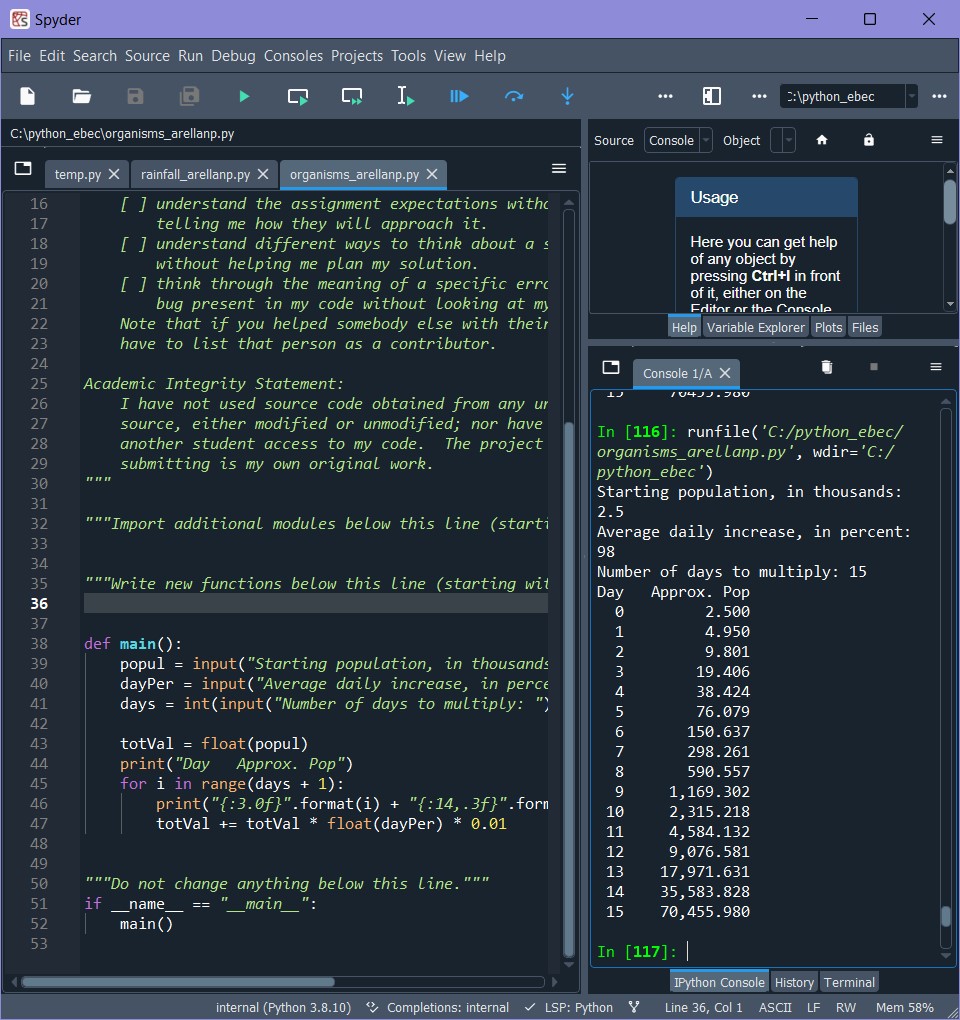 Spyder
File Edit Search Source Run Debug Consoles Projects Tools View Help
C:\python_ebec
C:\python_ebec\organisms_arellanp.py
temp.py
rainfall_arellanp.py
organisms_arellanp.py
16 [ ] understand the assignment expectations witho
17 telling me how they will approach it.
18 [ ] understand different ways to think about a s
19 without helping me plan my solution.
20 [ ] think through the meaning of a specific erro
21 bug present in my code without looking at my
22 Note that if you helped somebody else with their
23 have to list that person as a contributor.
24
25 Academic Integrity Statement:
26 I have not used source code obtained from any un
27 source, either modified or unmodified; nor have
28 another student access to my code.  The project
29 submitting is my own original work.
30 """
31
32 """Import additional modules below this line (starti
33
34
35 """Write new functions below this line (starting wit
36
37
38 def main():
39 popul = input("Starting population, in thousands
40 dayPer = input("Average daily increase, in perce
41 days = int(input("Number of days to multiply: ")
42
43 totVal = float(popul)
44 print("Day   Approx. Pop")
45 for i in range(days + 1):
46 print("{:3.0f}".format(i) + "{:14,.3f}".form
47 totVal += totVal * float(dayPer) * 0.01
48
49
50 """Do not change anything below this line."""
51 if __name__ == "__main__":
52 main()
53
Source Console Object
Usage
Here you can get help
of any object by
pressing Ctrl+I in front
of it, either on the
Editor or the Console
Help Variable Explorer Plots Files
Console 1/A
15 70455.980
In [116]: runfile('C:/python_ebec/
organisms_arellanp.py', wdir='C:/
python_ebec')
Starting population, in thousands:
2.5
Average daily increase, in percent:
98
Number of days to multiply: 15
Day   Approx. Pop
0 2.500
1 4.950
2 9.801
3 19.406
4 38.424
5 76.079
6 150.637
7 298.261
8 590.557
9 1,169.302
10 2,315.218
11 4,584.132
12 9,076.581
13 17,971.631
14 35,583.828
15 70,455.980
In [117]:
IPython Console History Terminal
internal (Python 3.8.10) Completions: internal LSP: Python Line 36, Col 1 ASCII LF RW Mem 58%